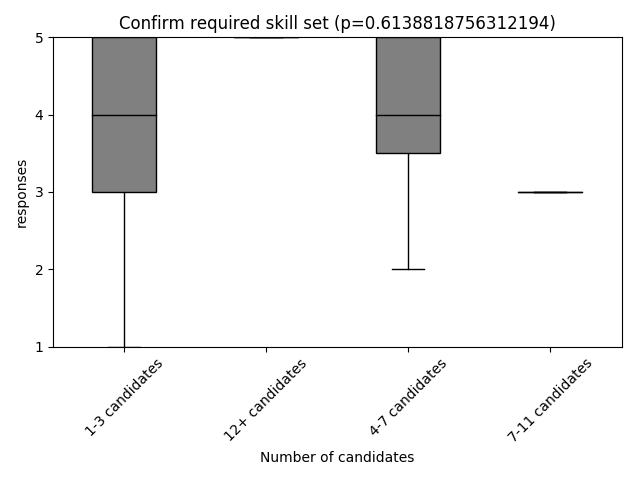 Confirm required skill set (p=0.6138818756312194)
5
4
3
2
1
responses
1-3 candidates
12+ candidates
4-7 candidates
7-11 candidates
Number of candidates